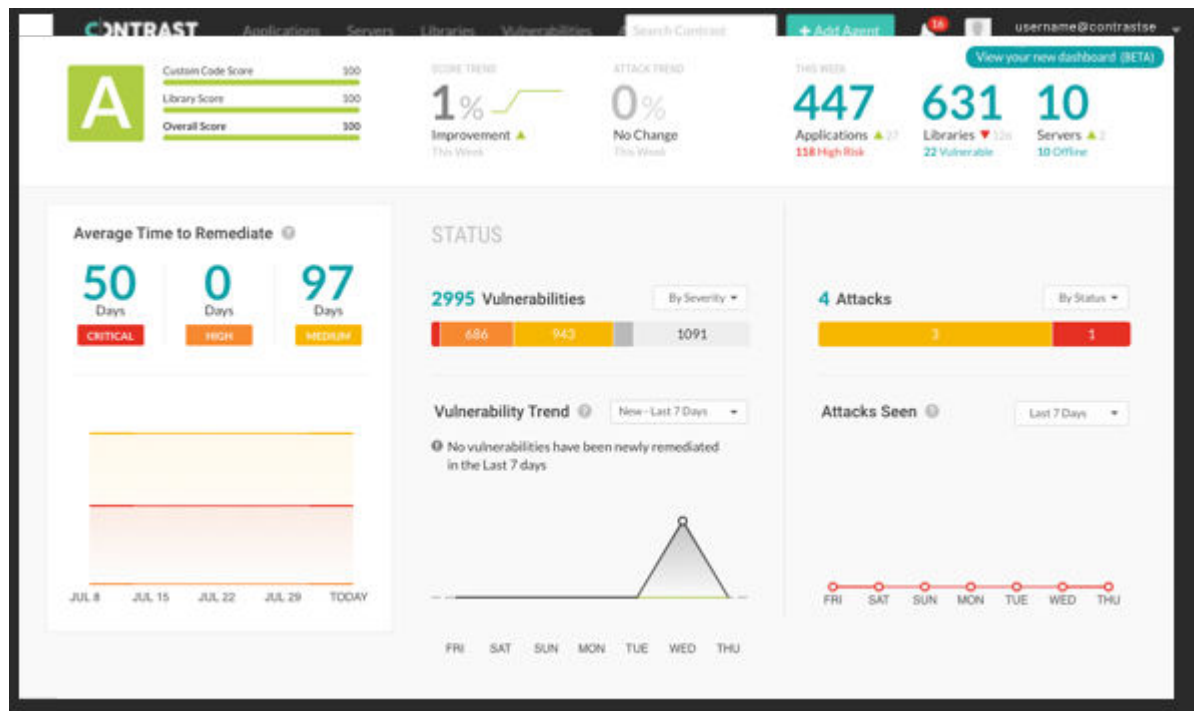 CONTRAST Applications Servers Libraries Vulnerabilities Search Contrast + Add Agent 16 username@contrastse
View your new dashboard (BETA)
A
Custom Code Score 100
Library Score 100
Overall Score 100
SCORE TREND
1%
Improvement
This Week
ATTACK TREND
0%
No Change
This Week
THIS WEEK
447
Applications 27
118 High Risk
631
Libraries 126
22 Vulnerable
10
Servers 2
10 Offline
Average Time to Remediate
50 0 97
Days Days Days
CRITICAL HIGH MEDIUM
JUL 8 JUL 15 JUL 22 JUL 29 TODAY
STATUS
2995 Vulnerabilities By Severity
686 943 1091
Vulnerability Trend New - Last 7 Days
No vulnerabilities have been newly remediated
in the Last 7 days
FRI SAT SUN MON TUE WED THU
4 Attacks By Status
3 1
Attacks Seen Last 7 Days
FRI SAT SUN MON TUE WED THU